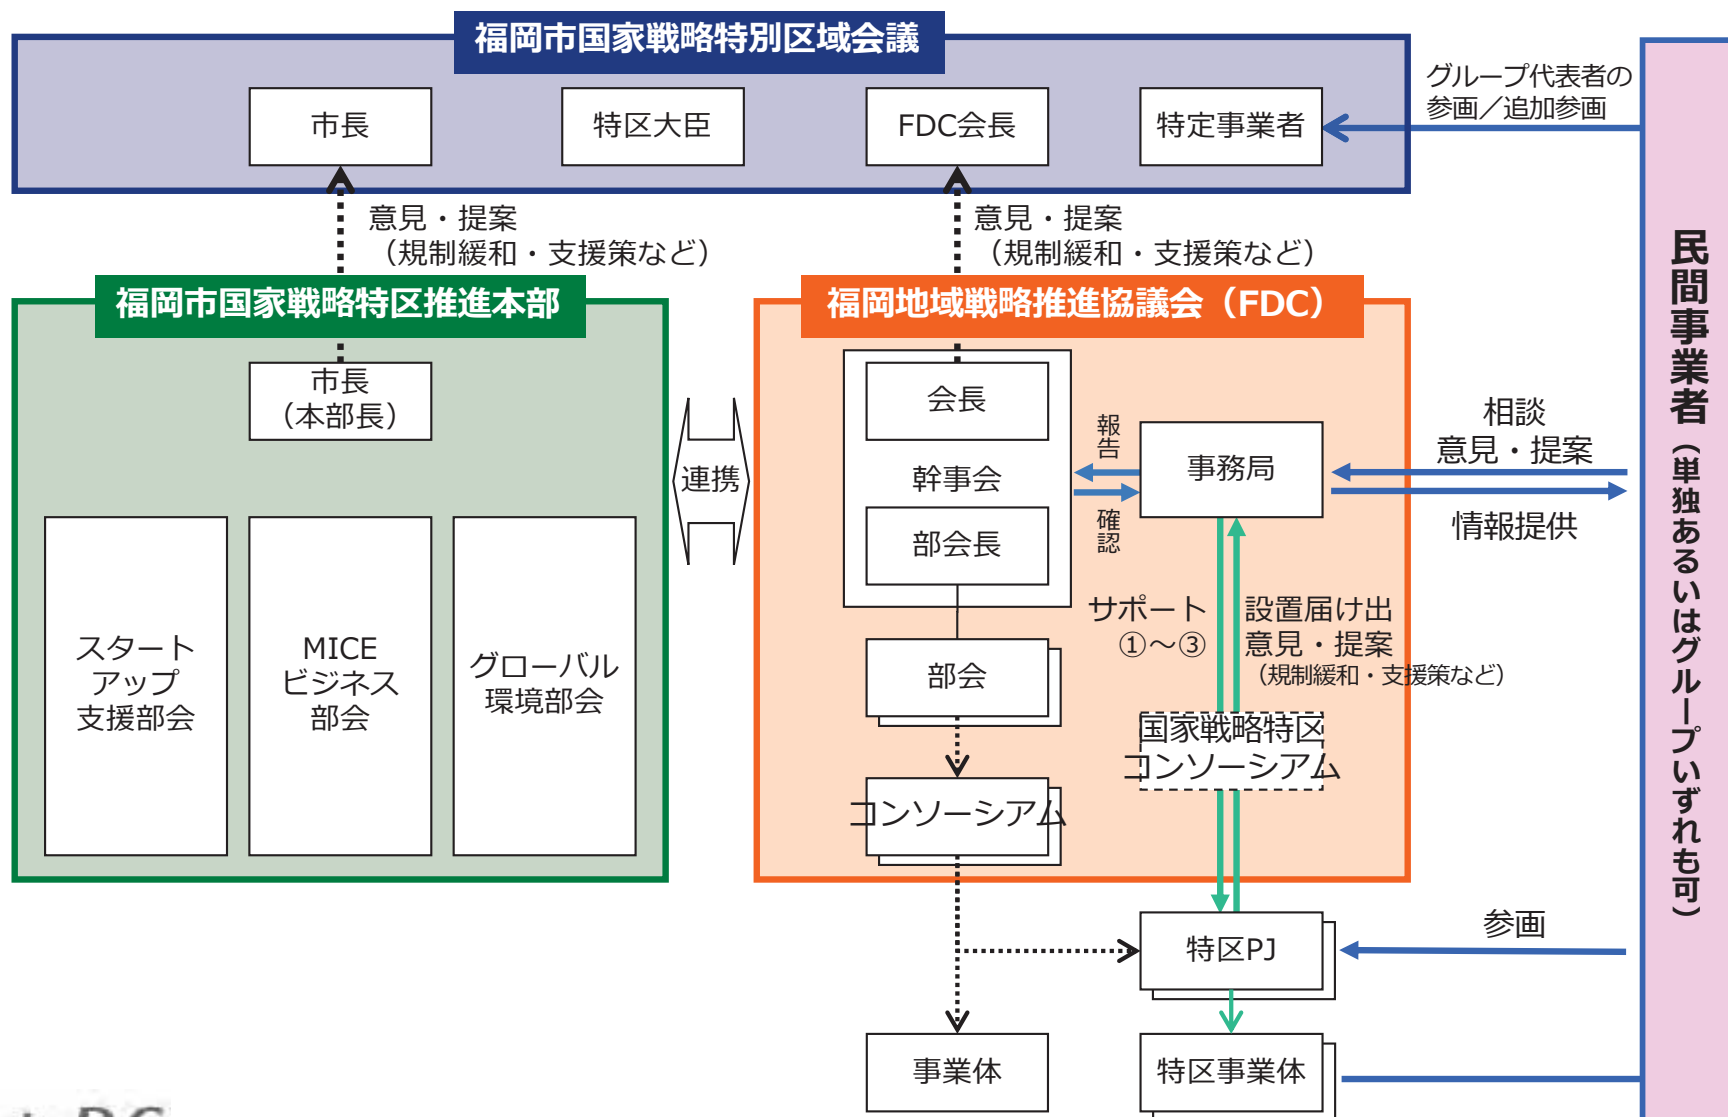 福岡市国家戦略特別区域会議
市長
特区大臣
FDC会長
特定事業者
グループ代表者の
参画／追加参画
意見・提案
（規制緩和・支援策など）
意見・提案
（規制緩和・支援策など）
福岡市国家戦略特区推進本部
市長
（本部長）
スタート
アップ
支援部会
MICE
ビジネス
部会
グローバル
環境部会
連携
福岡地域戦略推進協議会（FDC）
会長
幹事会
部会長
報告
確認
事務局
部会
コンソーシアム
サポート
①～③
設置届け出
意見・提案
（規制緩和・支援策など）
国家戦略特区
コンソーシアム
特区PJ
事業体
特区事業体
相談
意見・提案
情報提供
参画
民間事業者（単独あるいはグループいずれも可）